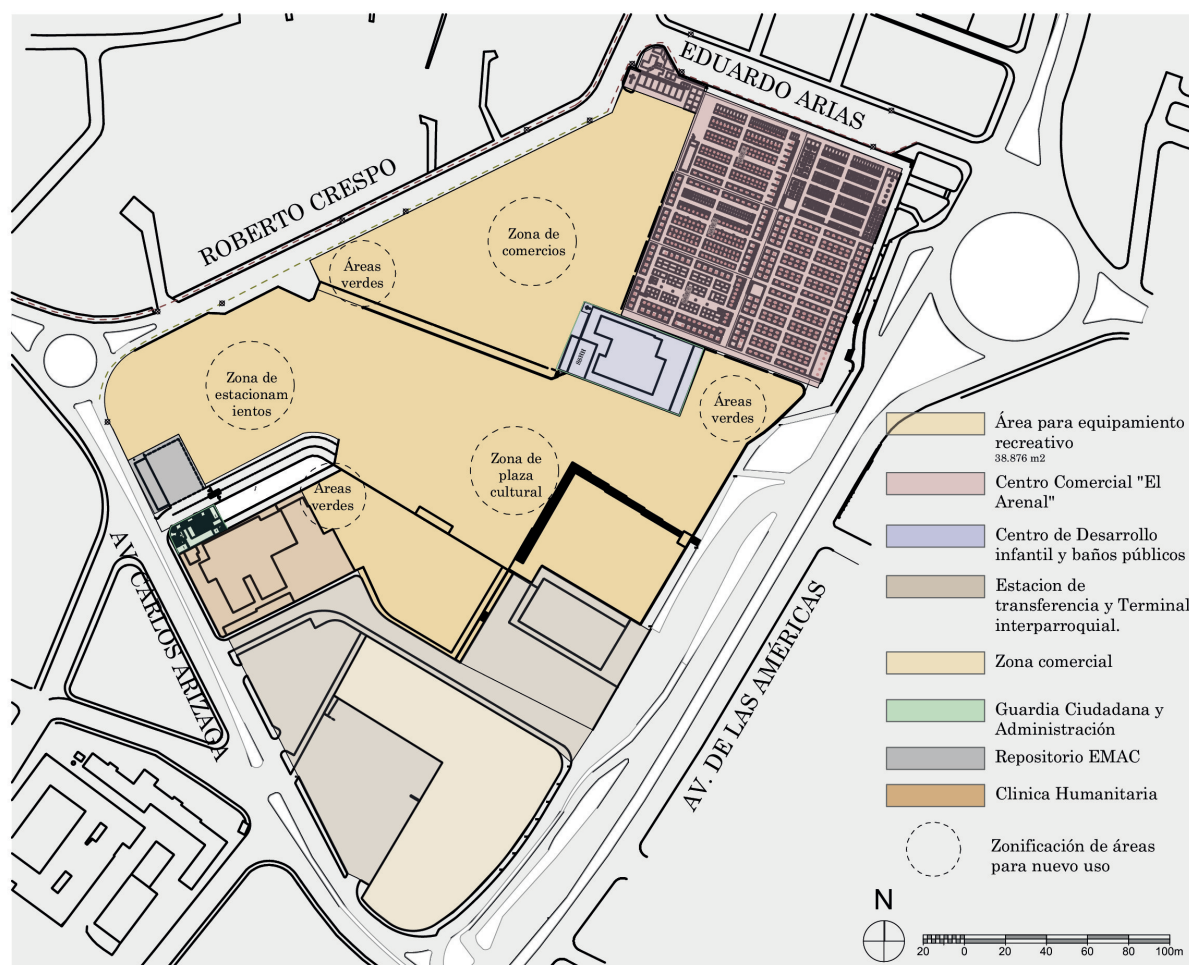 EDUARDO ARIAS
ROBERTO CRESPO
Zona de
comercios
Áreas
verdes
SSHH
Zona de
estacionam
ientos
Áreas
verdes
Zona de
plaza
cultural
Áreas
verdes
AV. CARLOS ARIZAGA
AV. DE LAS AMÉRICAS
Área para equipamiento
recreativo
38.876 m2
Centro Comercial "El
Arenal"
Centro de Desarrollo
infantil y baños públicos
Estacion de
transferencia y Terminal
interparroquial.
Zona comercial
Guardia Ciudadana y
Administración
Repositorio EMAC
Clinica Humanitaria
Zonificación de áreas
para nuevo uso
N
20 0 20 40 60 80 100m